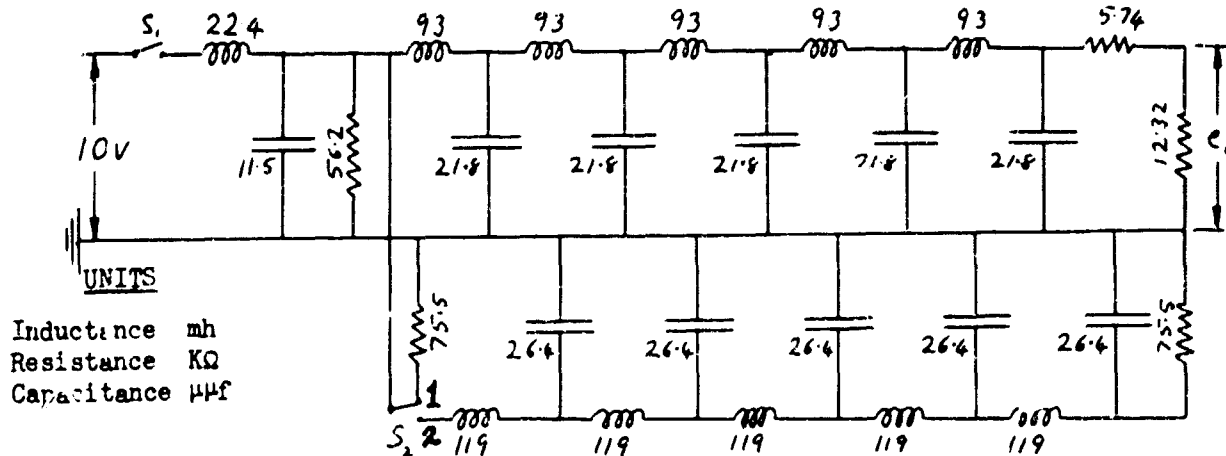 S₁ 22.4 93 93 93 93 93 5.74
10V 11.5 56.2 21.8 21.8 21.8 21.8 12.32
UNITS
Inductance mh
Resistance KΩ
Capacitance μμf
75.5 26.4 26.4 26.4 26.4 26.4 75.5
1
S₂ 2 119 119 119 119 119